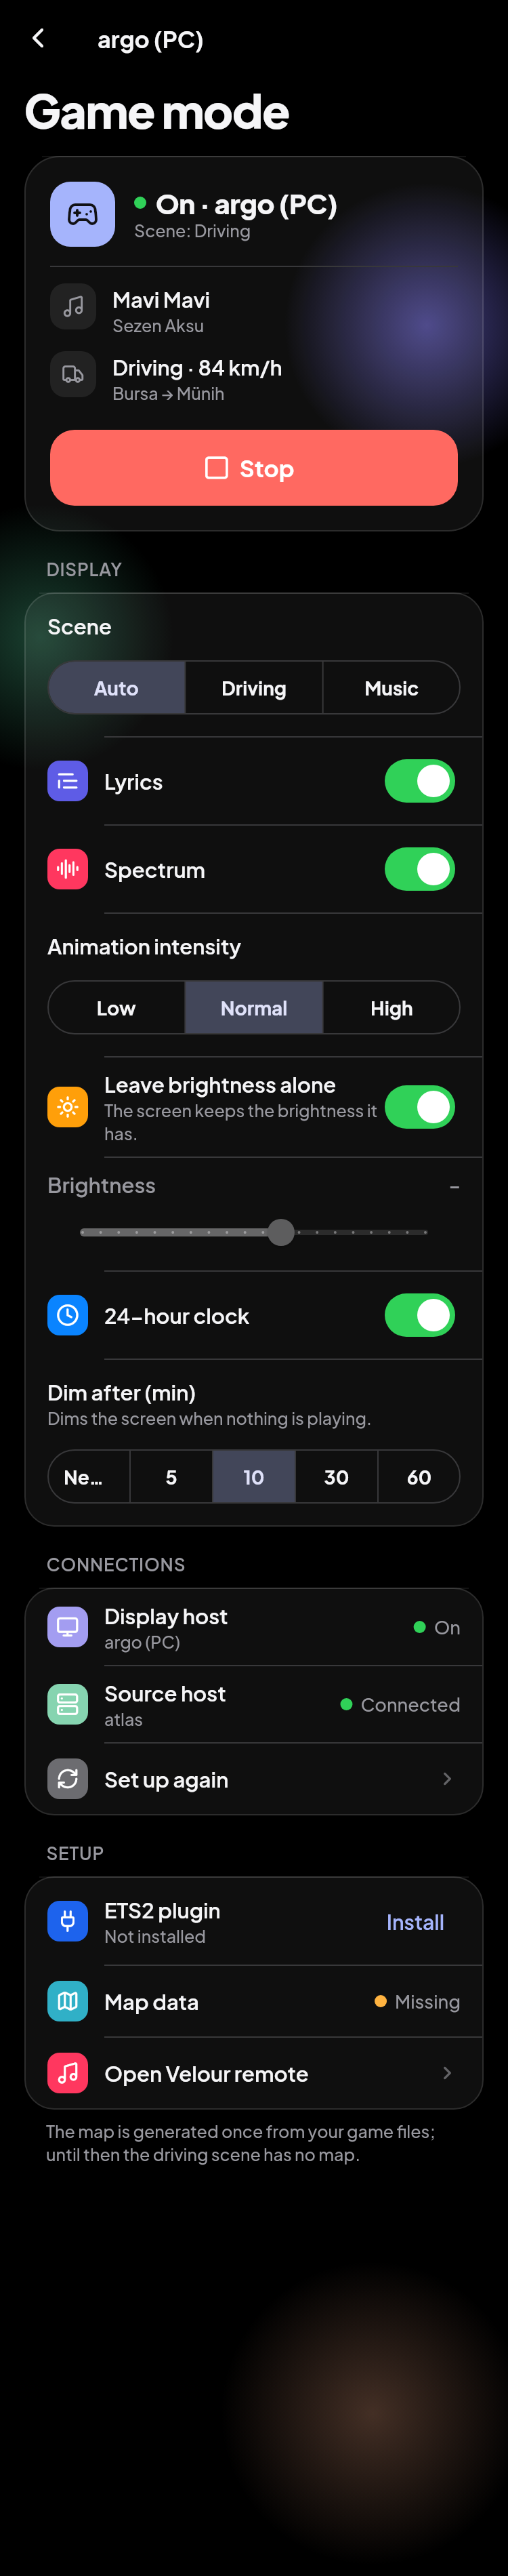 argo (PC)
Game mode
On · argo (PC)
Scene: Driving
Mavi Mavi
Sezen Aksu
Driving · 84 km/h
Bursa → Münih
Stop
DISPLAY
Scene
Auto Driving Music
Lyrics
Spectrum
Animation intensity
Low Normal High
Leave brightness alone
The screen keeps the brightness it
has.
Brightness –
24-hour clock
Dim after (min)
Dims the screen when nothing is playing.
Ne... 5 10 30 60
CONNECTIONS
Display host
argo (PC)
On
Source host
atlas
Connected
Set up again
SETUP
ETS2 plugin
Not installed
Install
Map data
Missing
Open Velour remote
The map is generated once from your game files;
until then the driving scene has no map.